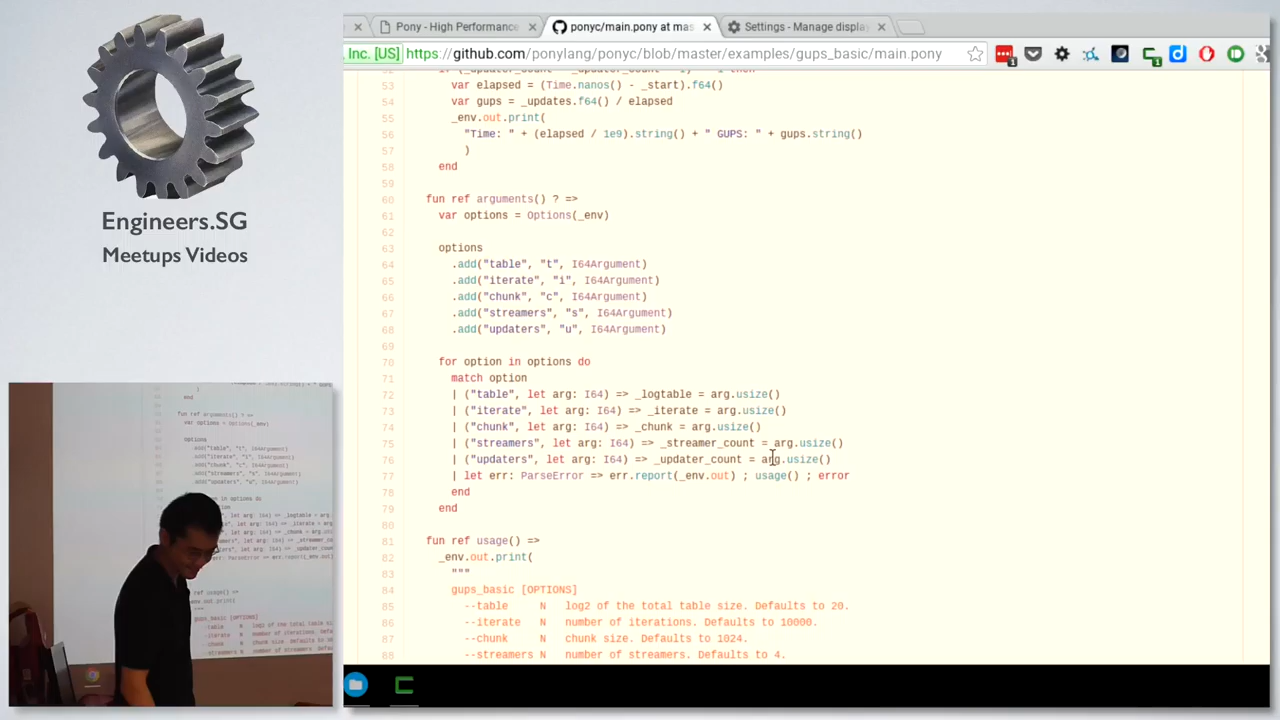 Engineers.SG
Meetups Videos
Pony - High Performance
ponyc/main.pony at mas
Settings - Manage displa
Inc. [US] https://github.com/ponylang/ponyc/blob/master/examples/gups_basic/main.pony
53 var elapsed = (Time.nanos() - _start).f64()
54 var gups = _updates.f64() / elapsed
55 _env.out.print(
56 "Time: " + (elapsed / 1e9).string() + " GUPS: " + gups.string()
57 )
58 end
59
60 fun ref arguments() ? =>
61 var options = Options(_env)
62
63 options
64 .add("table", "t", I64Argument)
65 .add("iterate", "i", I64Argument)
66 .add("chunk", "c", I64Argument)
67 .add("streamers", "s", I64Argument)
68 .add("updaters", "u", I64Argument)
69
70 for option in options do
71 match option
72 | ("table", let arg: I64) => _logtable = arg.usize()
73 | ("iterate", let arg: I64) => _iterate = arg.usize()
74 | ("chunk", let arg: I64) => _chunk = arg.usize()
75 | ("streamers", let arg: I64) => _streamer_count = arg.usize()
76 | ("updaters", let arg: I64) => _updater_count = arg.usize()
77 | let err: ParseError => err.report(_env.out) ; usage() ; error
78 end
79 end
80
81 fun ref usage() =>
82 _env.out.print(
83 """
84 gups_basic [OPTIONS]
85 --table N log2 of the total table size. Defaults to 20.
86 --iterate N number of iterations. Defaults to 10000.
87 --chunk N chunk size. Defaults to 1024.
88 --streamers N number of streamers. Defaults to 4.